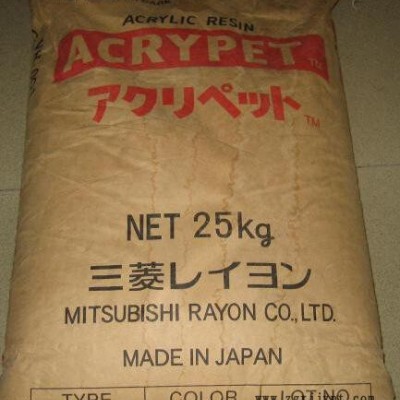 ACRYLIC RESIN
ACRYPET TM
アクリペット TM
NET 25kg
三菱レイヨン
MITSUBISHI RAYON CO.,LTD.
MADE IN JAPAN
TYPE COLOR LOT NO